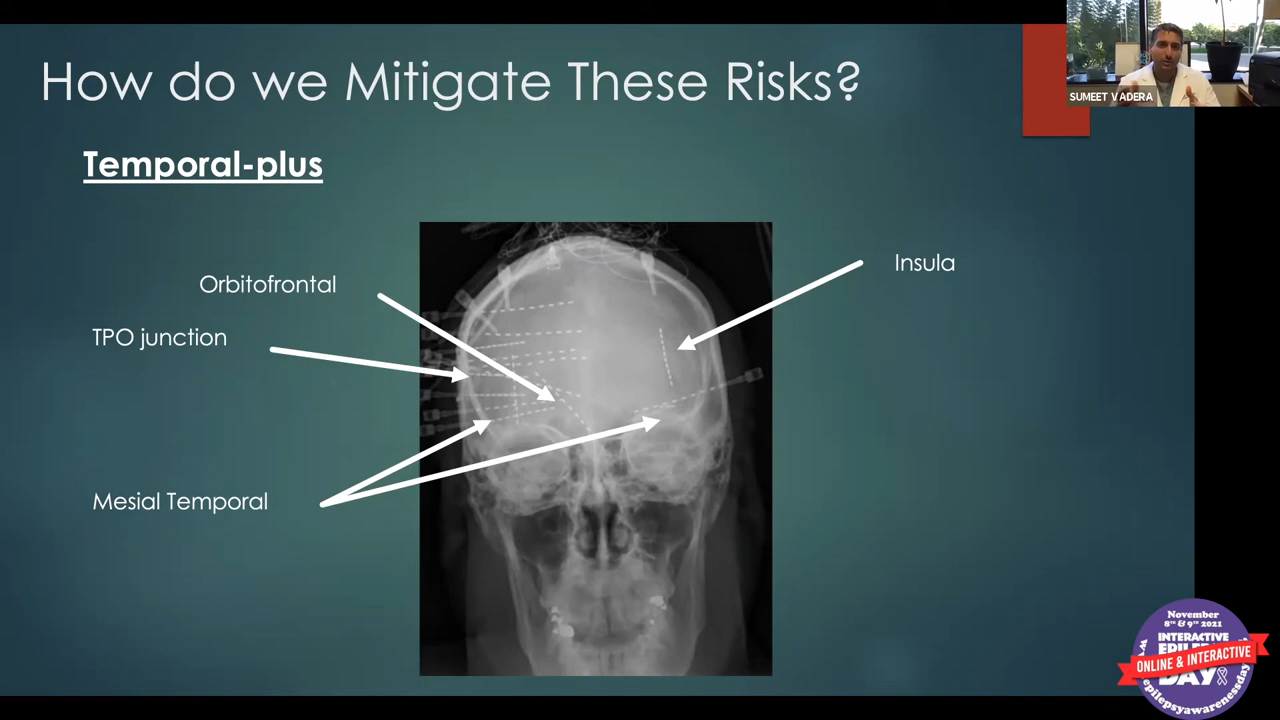 How do we Mitigate These Risks?
SUMEET VADERA
Temporal-plus
Orbitofrontal
Insula
TPO junction
Mesial Temporal
November
8TH & 9TH 2021
INTERACTIVE
ONLINE & INTERACTIVE
DAY
epilepsyawarenessday